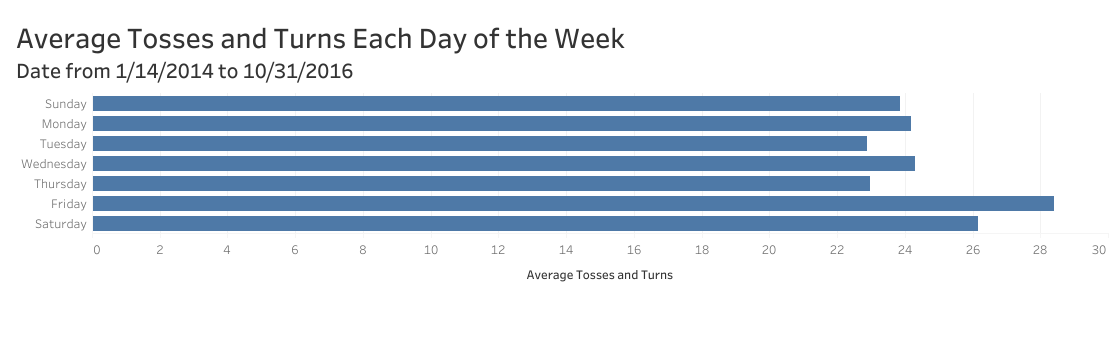 Average Tosses and Turns Each Day of the Week
Date from 1/14/2014 to 10/31/2016
Sunday
Monday
Tuesday
Wednesday
Thursday
Friday
Saturday
0 2 4 6 8 10 12 14 16 18 20 22 24 26 28 30
Average Tosses and Turns